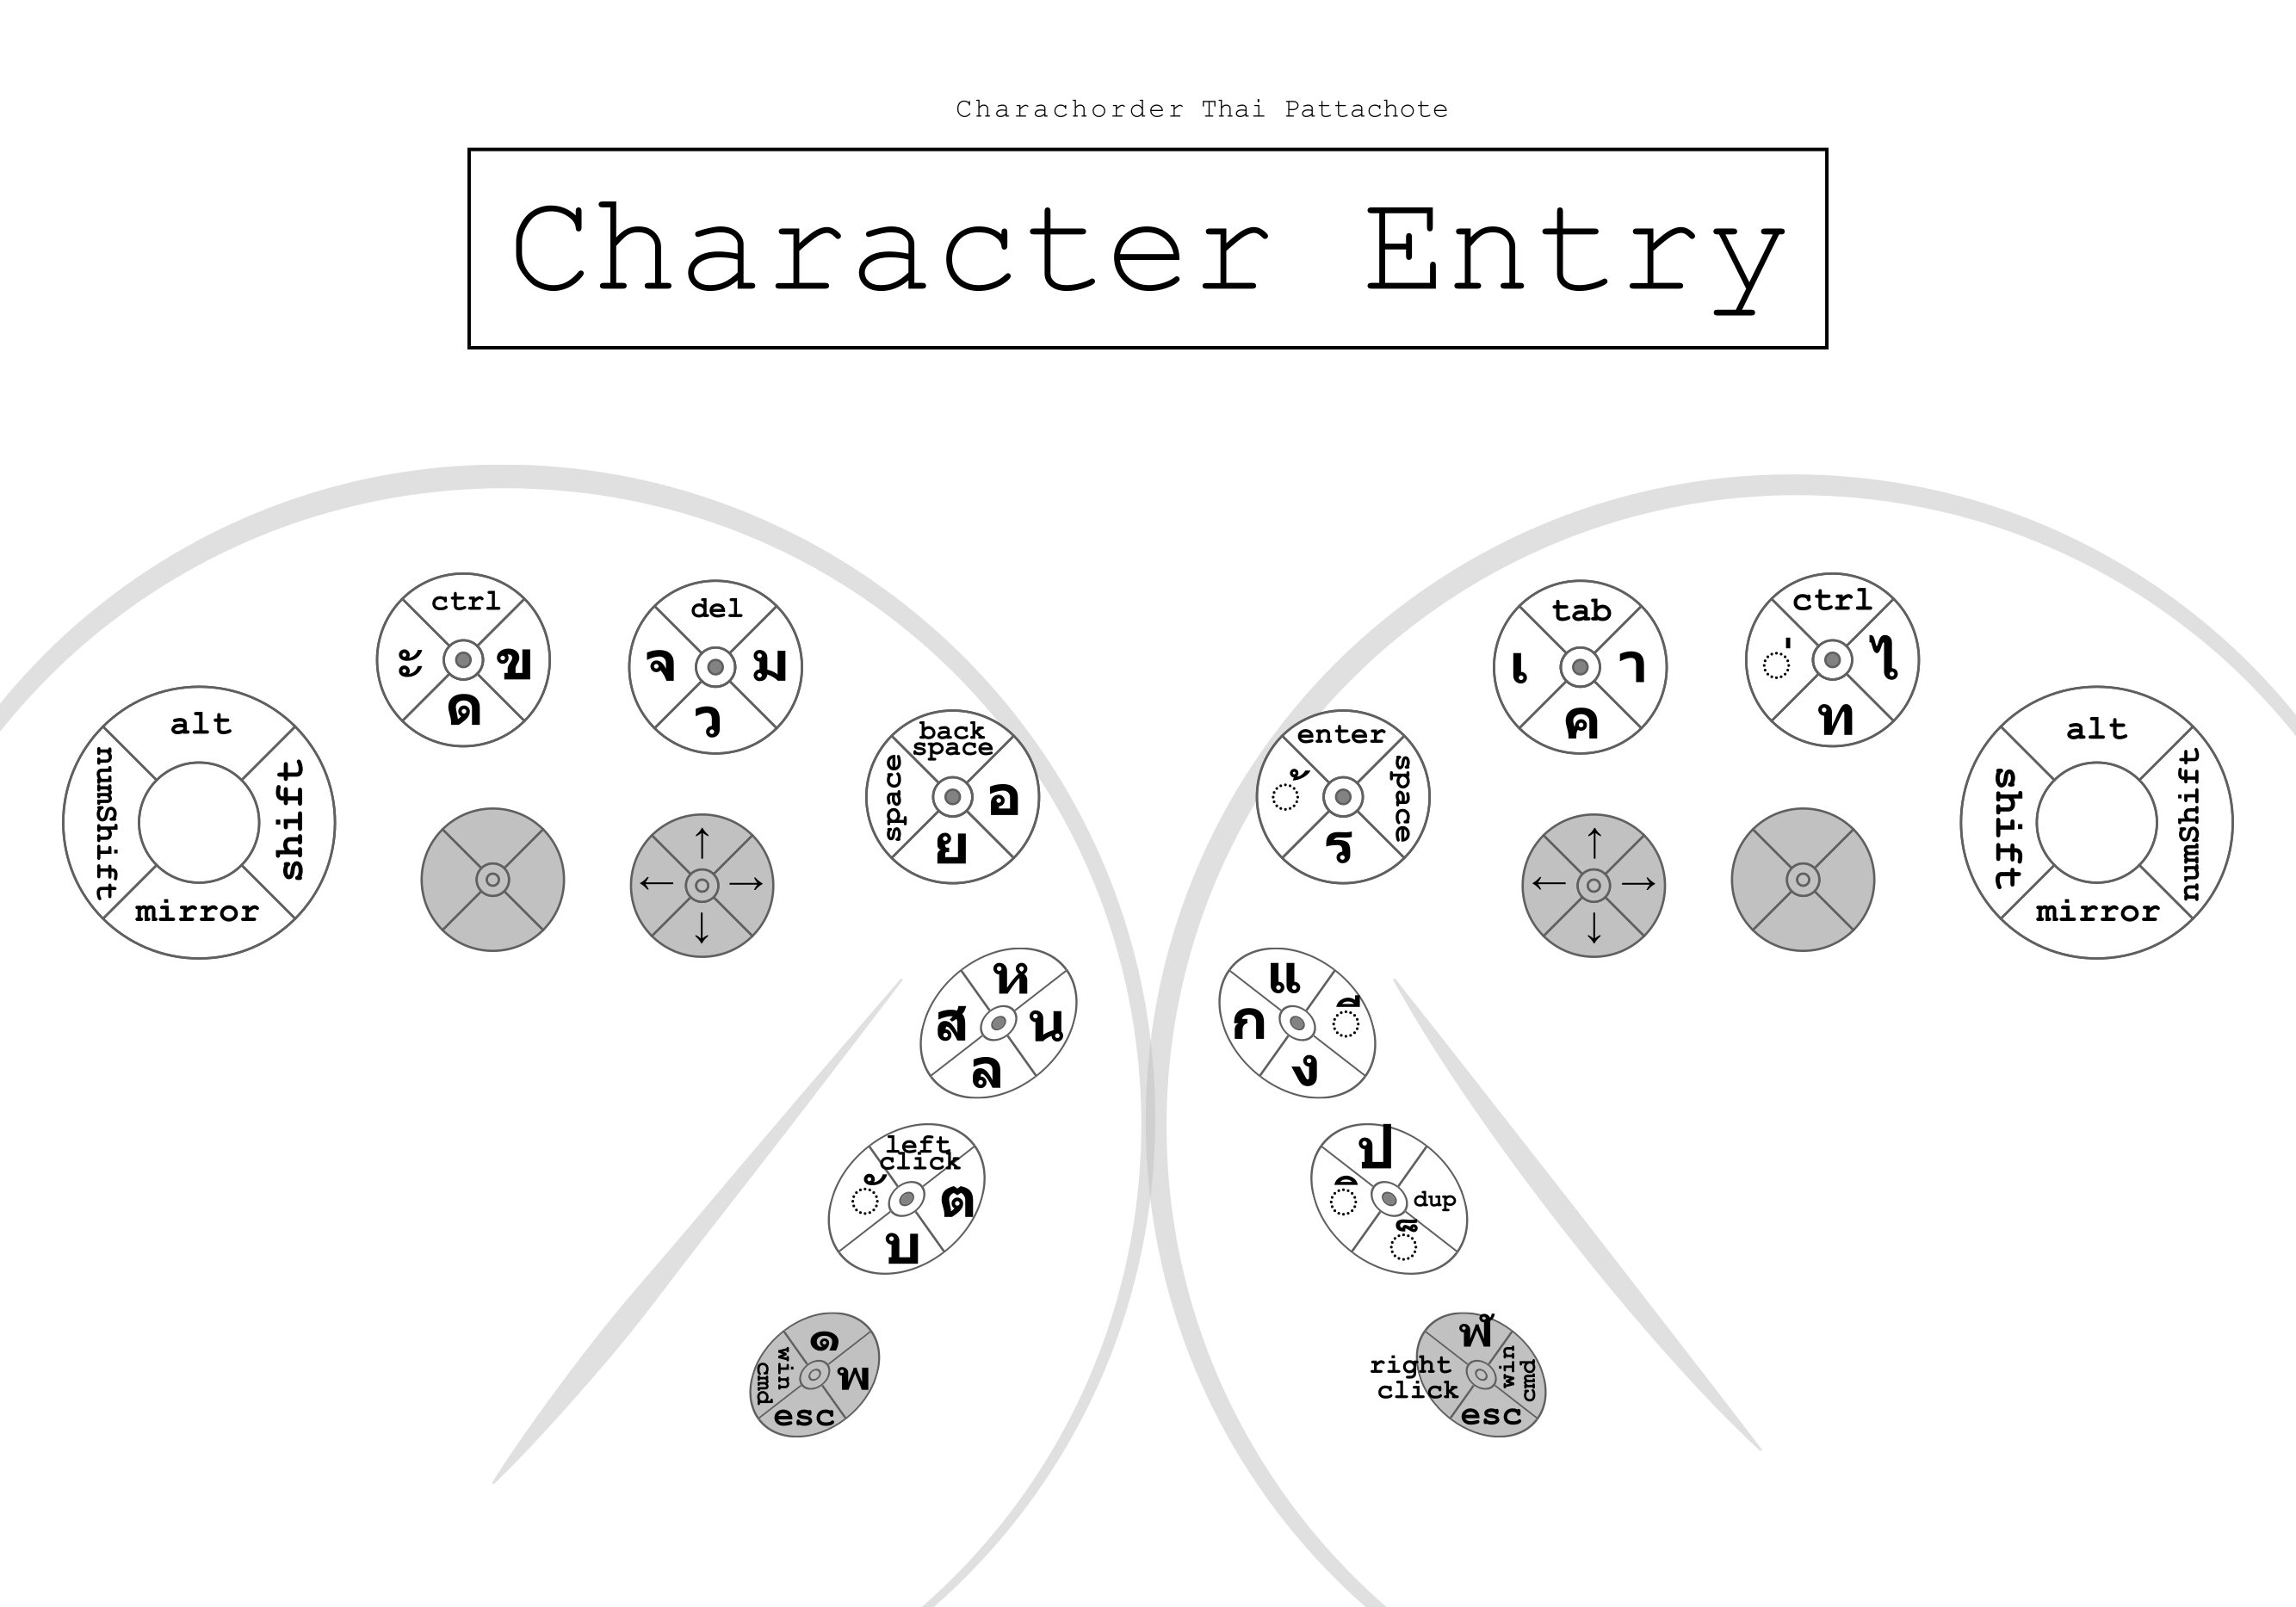 Charachorder Thai Pattachote
Character Entry
ctrl
ะ
ข
ด
del
จ
ม
ว
tab
เ
า
ค
ctrl
◌่
ไ
ท
alt
numShift
shift
mirror
back
space
space
อ
ย
enter
◌้
space
ร
alt
shift
numShift
mirror
↑
←
→
↓
↑
←
→
↓
ห
ส
น
ล
แ
ก
◌ี
ง
left
click
◌ั
ต
บ
ป
◌ิ
dup
◌็
๑
win
cmd
พ
esc
ฬ
right
click
win
cmd
esc